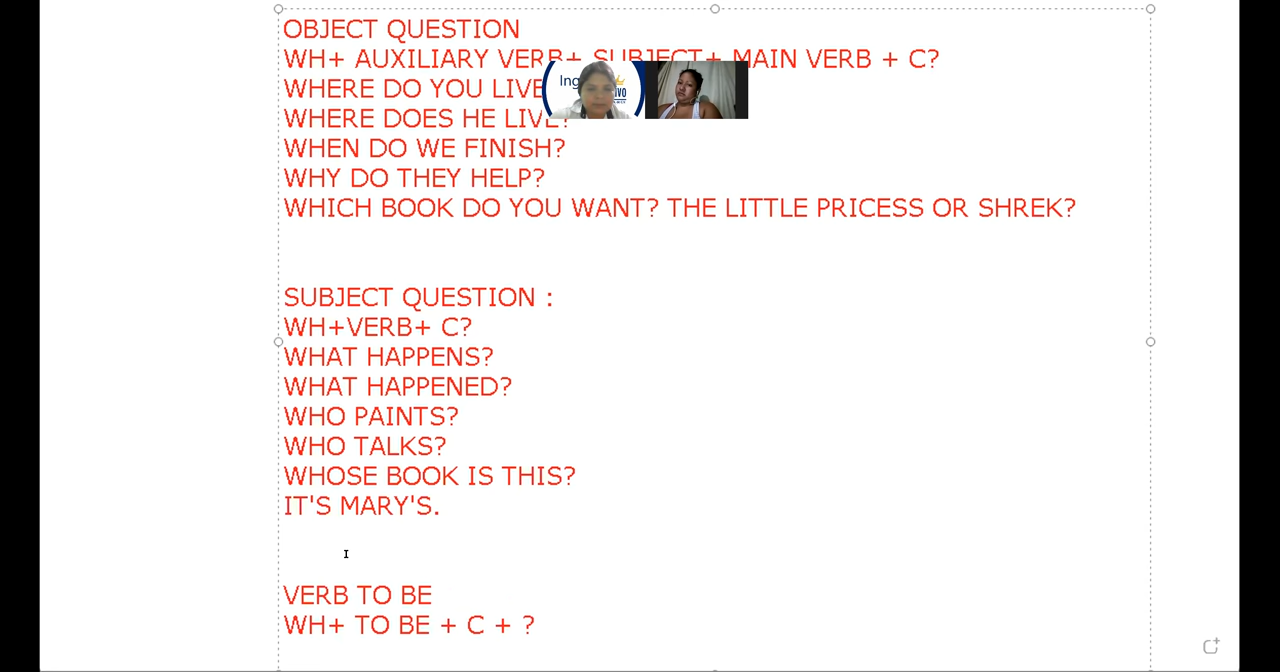 OBJECT QUESTION
WH+ AUXILIARY VERB+ SUBJECT+ MAIN VERB + C?
WHERE DO YOU LIVE
WHERE DOES HE LIVE?
WHEN DO WE FINISH?
WHY DO THEY HELP?
WHICH BOOK DO YOU WANT? THE LITTLE PRICESS OR SHREK?
SUBJECT QUESTION :
WH+VERB+ C?
WHAT HAPPENS?
WHAT HAPPENED?
WHO PAINTS?
WHO TALKS?
WHOSE BOOK IS THIS?
IT'S MARY'S.
VERB TO BE
WH+ TO BE + C + ?